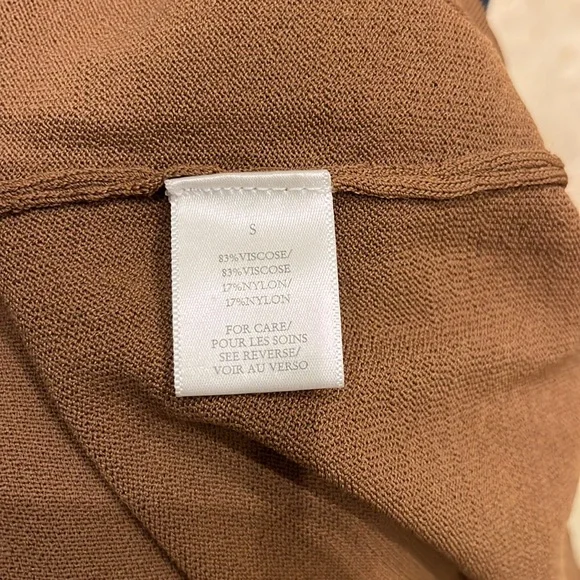 S
83%VISCOSE/
83%VISCOSE
17%NYLON/
17%NYLON
FOR CARE/
POUR LES SOINS
SEE REVERSE/
VOIR AU VERSO